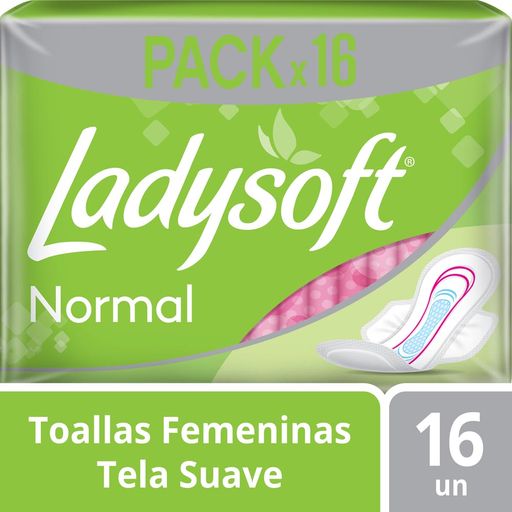 PACK x 16
Ladysoft®
Normal
Toallas Femeninas
Tela Suave
16
un